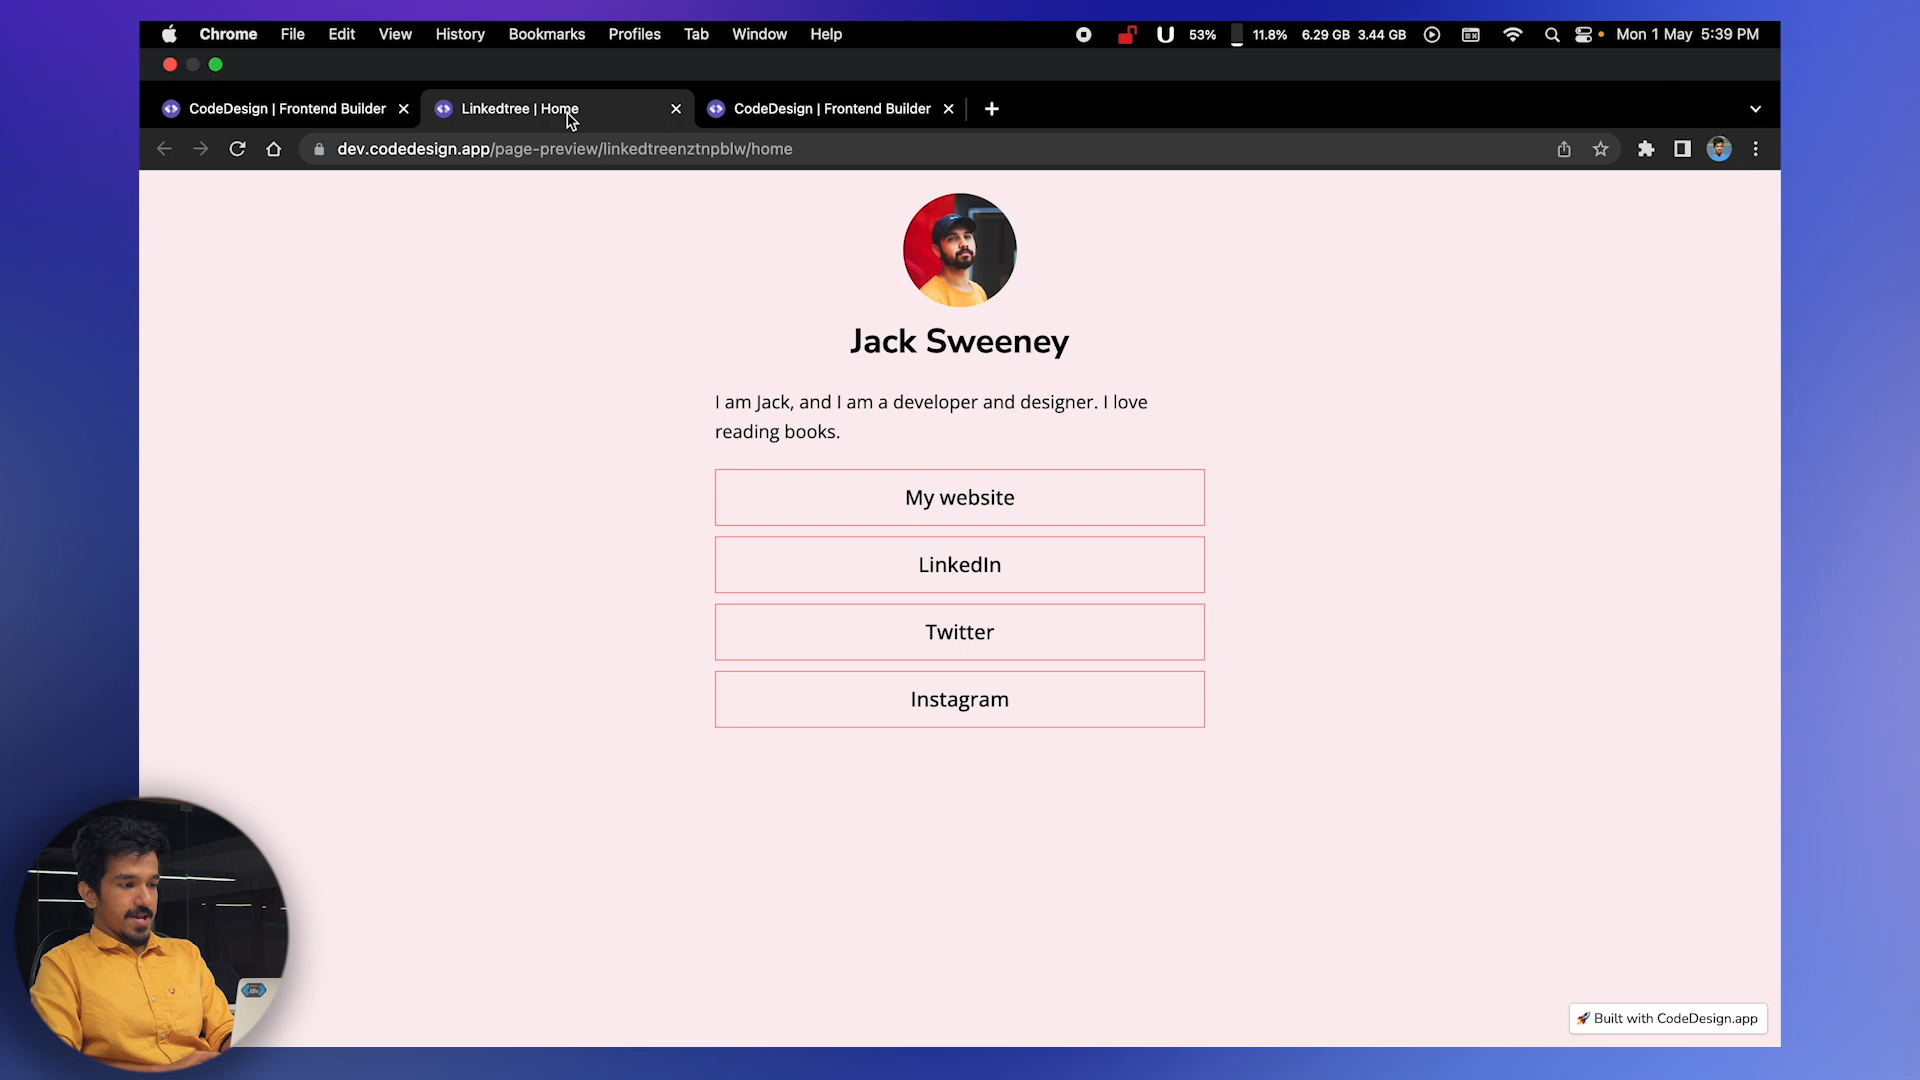 Chrome File Edit View History Bookmarks Profiles Tab Window Help 53% 11.8% 6.29 GB 3.44 GB Mon 1 May 5:39 PM
CodeDesign | Frontend Builder Linkedtree | Home CodeDesign | Frontend Builder
dev.codedesign.app/page-preview/linkedtreenztnpblw/home
Jack Sweeney
I am Jack, and I am a developer and designer. I love
reading books.
My website
LinkedIn
Twitter
Instagram
🚀 Built with CodeDesign.app